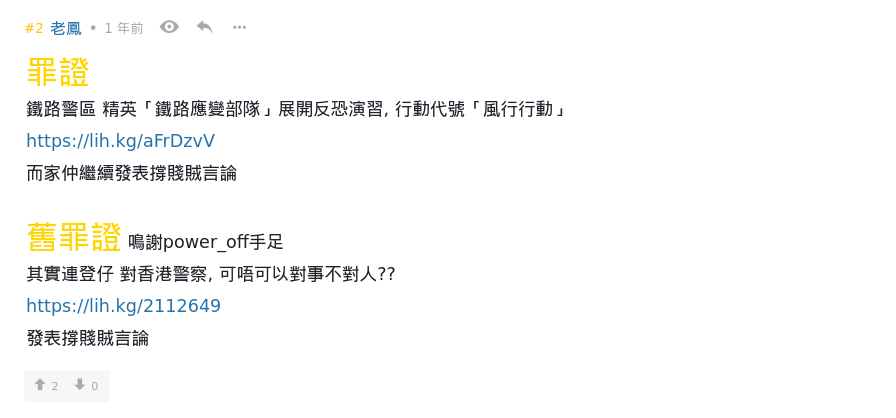 #2 老鳳 • 1 年前
罪證
鐵路警區 精英「鐵路應變部隊」展開反恐演習, 行動代號「風行行動」
https://lih.kg/aFrDzvV
而家仲繼續發表撐賤賊言論
舊罪證 鳴謝power_off手足
其實連登仔 對香港警察, 可唔可以對事不對人??
https://lih.kg/2112649
發表撐賤賊言論
2 0